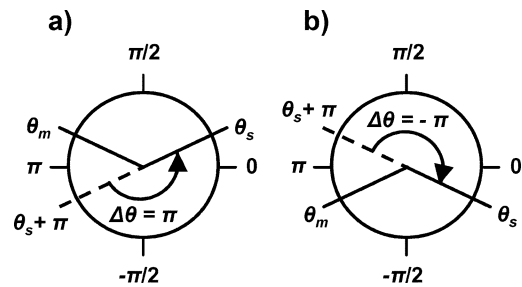 a)
π/2
θm
θs
π
0
θs + π
Δθ = π
-π/2
b)
π/2
θs + π
Δθ = - π
π
0
θm
θs
-π/2